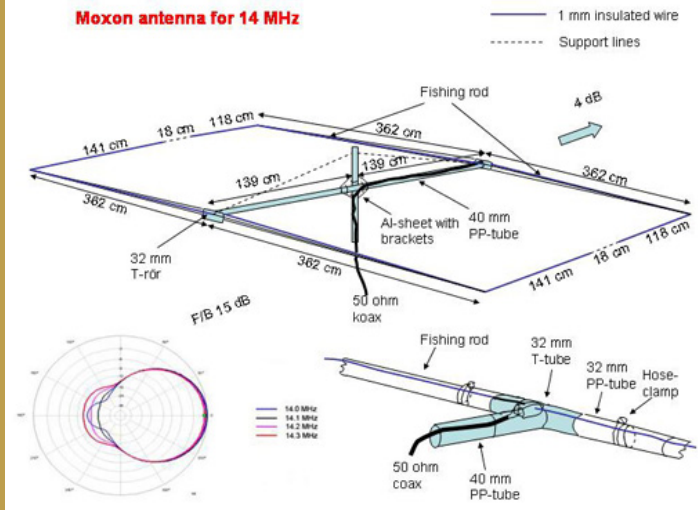 Moxon antenna for 14 MHz
1 mm insulated wire
Support lines
Fishing rod
4 dB
141 cm
18 cm
118 cm
362 cm
139 cm
139 cm
362 cm
362 cm
Al-sheet with
brackets
40 mm
PP-tube
118 cm
18 cm
141 cm
32 mm
T-rör
362 cm
50 ohm
koax
F/B 15 dB
14.0 MHz
14.1 MHz
14.2 MHz
14.3 MHz
Fishing rod
32 mm
T-tube
32 mm
PP-tube
Hose-
clamp
50 ohm
coax
40 mm
PP-tube